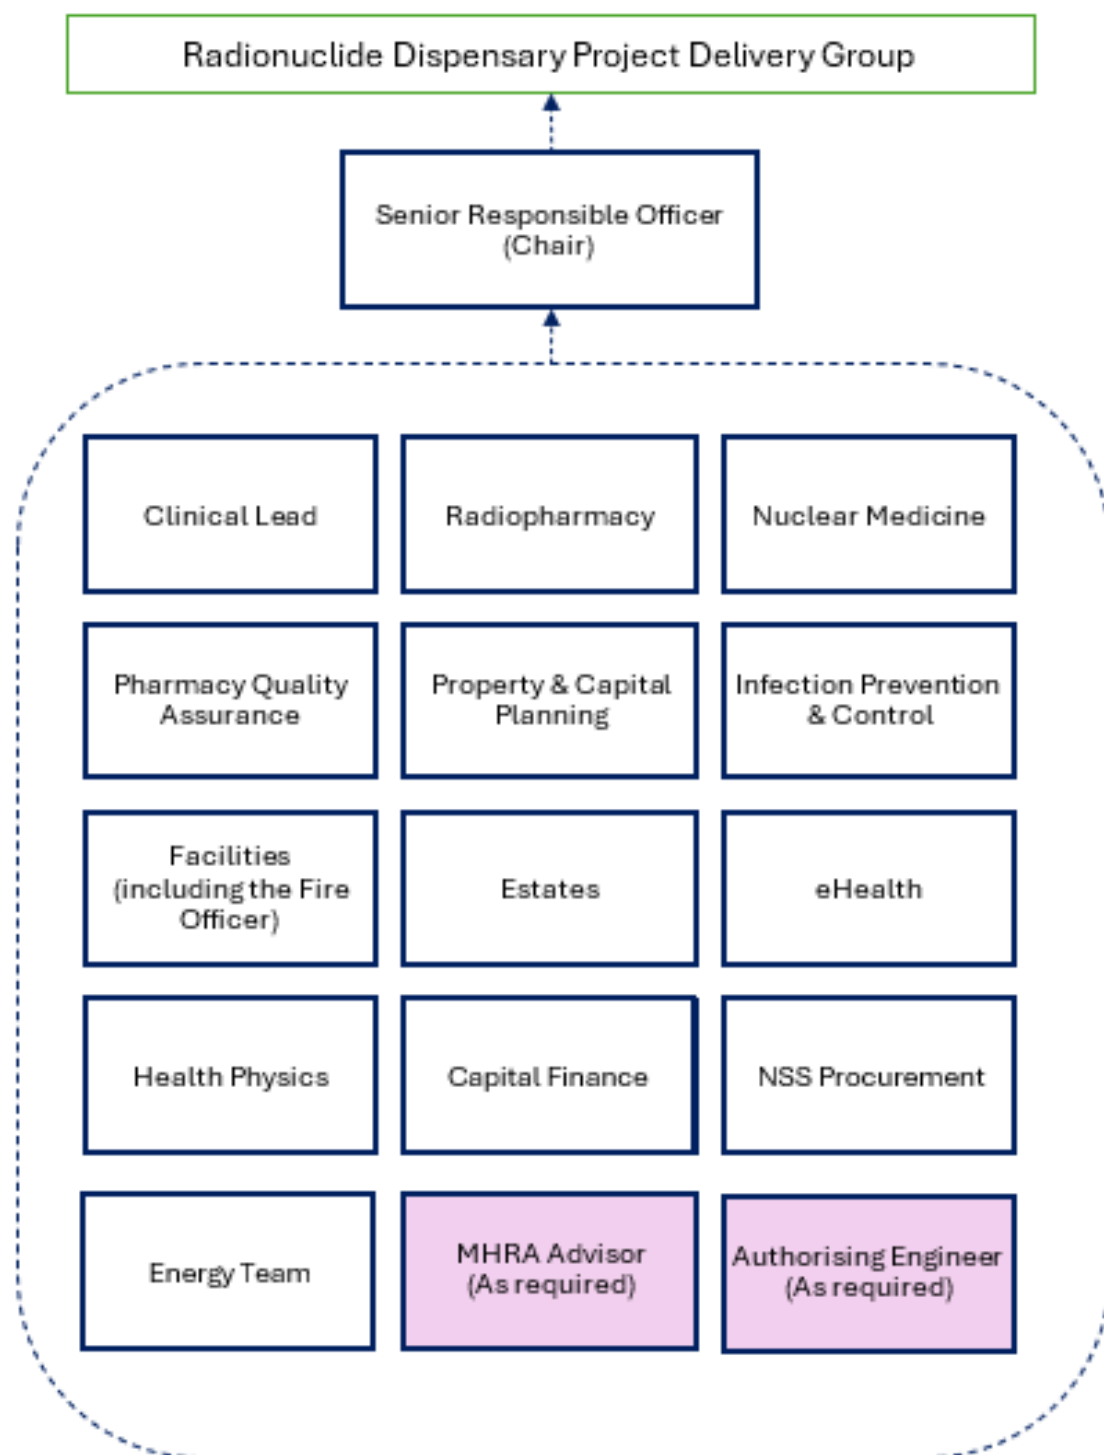 Radionuclide Dispensary Project Delivery Group
Senior Responsible Officer
(Chair)
Clinical Lead
Radiopharmacy
Nuclear Medicine
Pharmacy Quality
Assurance
Property & Capital
Planning
Infection Prevention
& Control
Facilities
(including the Fire
Officer)
Estates
eHealth
Health Physics
Capital Finance
NSS Procurement
Energy Team
MHRA Advisor
(As required)
Authorising Engineer
(As required)